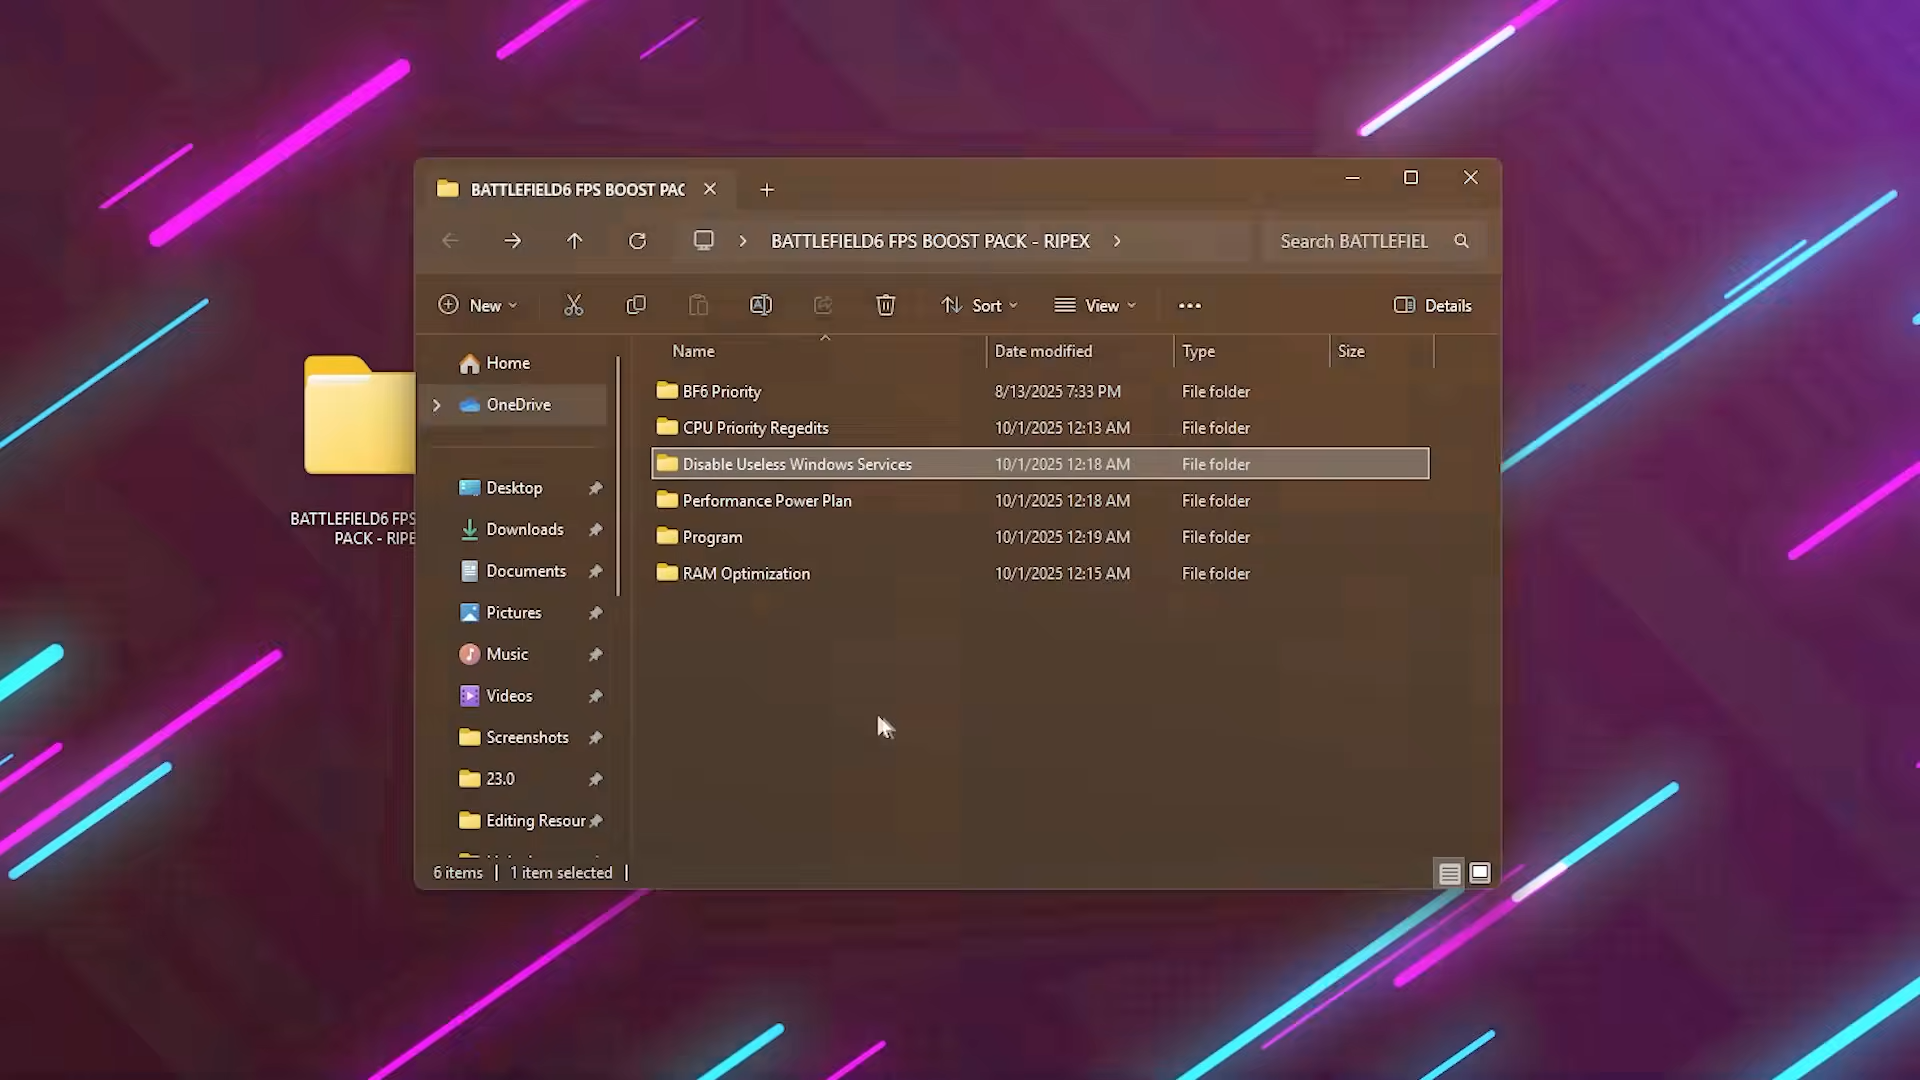 BATTLEFIELD6 FPS BOOST PAC
BATTLEFIELD6 FPS BOOST PACK - RIPEX
Search BATTLEFIEL
New
Sort
View
Details
Name
Date modified
Type
Size
Home
OneDrive
Desktop
Downloads
Documents
Pictures
Music
Videos
Screenshots
23.0
Editing Resour
BF6 Priority 8/13/2025 7:33 PM File folder
CPU Priority Regedits 10/1/2025 12:13 AM File folder
Disable Useless Windows Services 10/1/2025 12:18 AM File folder
Performance Power Plan 10/1/2025 12:18 AM File folder
Program 10/1/2025 12:19 AM File folder
RAM Optimization 10/1/2025 12:15 AM File folder
6 items
1 item selected
BATTLEFIELD6 FPS
PACK - RIPE